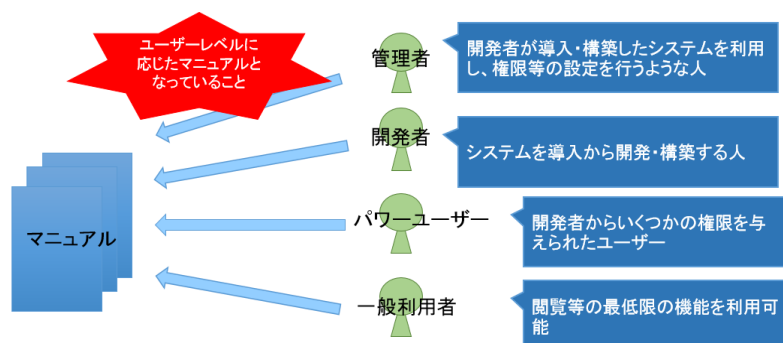 ユーザーレベルに
応じたマニュアルと
なっていること
管理者
開発者が導入・構築したシステムを利用
し、権限等の設定を行うような人
開発者
システムを導入から開発・構築する人
マニュアル
パワーユーザー
開発者からいくつかの権限を与
えられたユーザー
一般利用者
閲覧等の最低限の機能を利用可
能